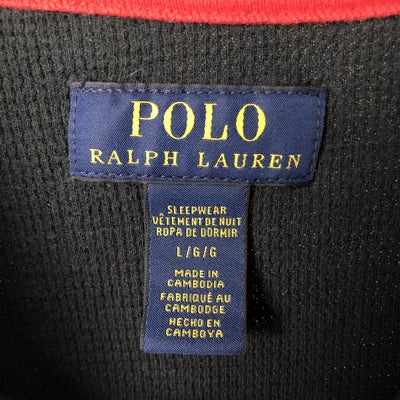 POLO
RALPH LAUREN
SLEEPWEAR
VÊTEMENT DE NUIT
ROPA DE DORMIR
L/G/G
MADE IN
CAMBODIA
FABRIQUÉ AU
CAMBODGE
HECHO EN
CAMBOYA